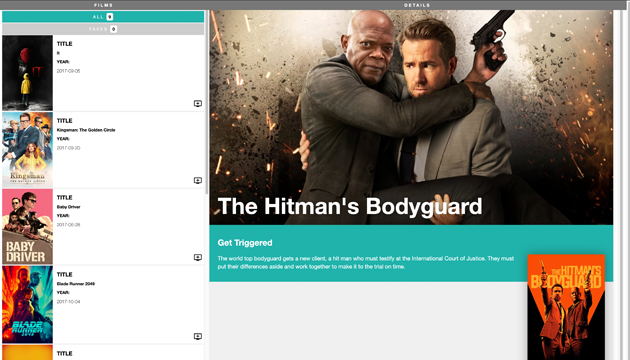 FILMS
DETAILS
ALL 9
FAVES 0
TITLE
It
YEAR:
2017-09-05
TITLE
Kingsman: The Golden Circle
YEAR:
2017-09-20
Kingsman
TITLE
Baby Driver
YEAR:
2017-06-28
BABY
DRIVER
TITLE
Blade Runner 2049
YEAR:
2017-10-04
BLADE
RUNNER
2049
TITLE
The Hitman's Bodyguard
Get Triggered
The world top bodyguard gets a new client, a hit man who must testify at the International Court of Justice. They must
put their differences aside and work together to make it to the trial on time.
THE HITMAN'S
BODYGUARD